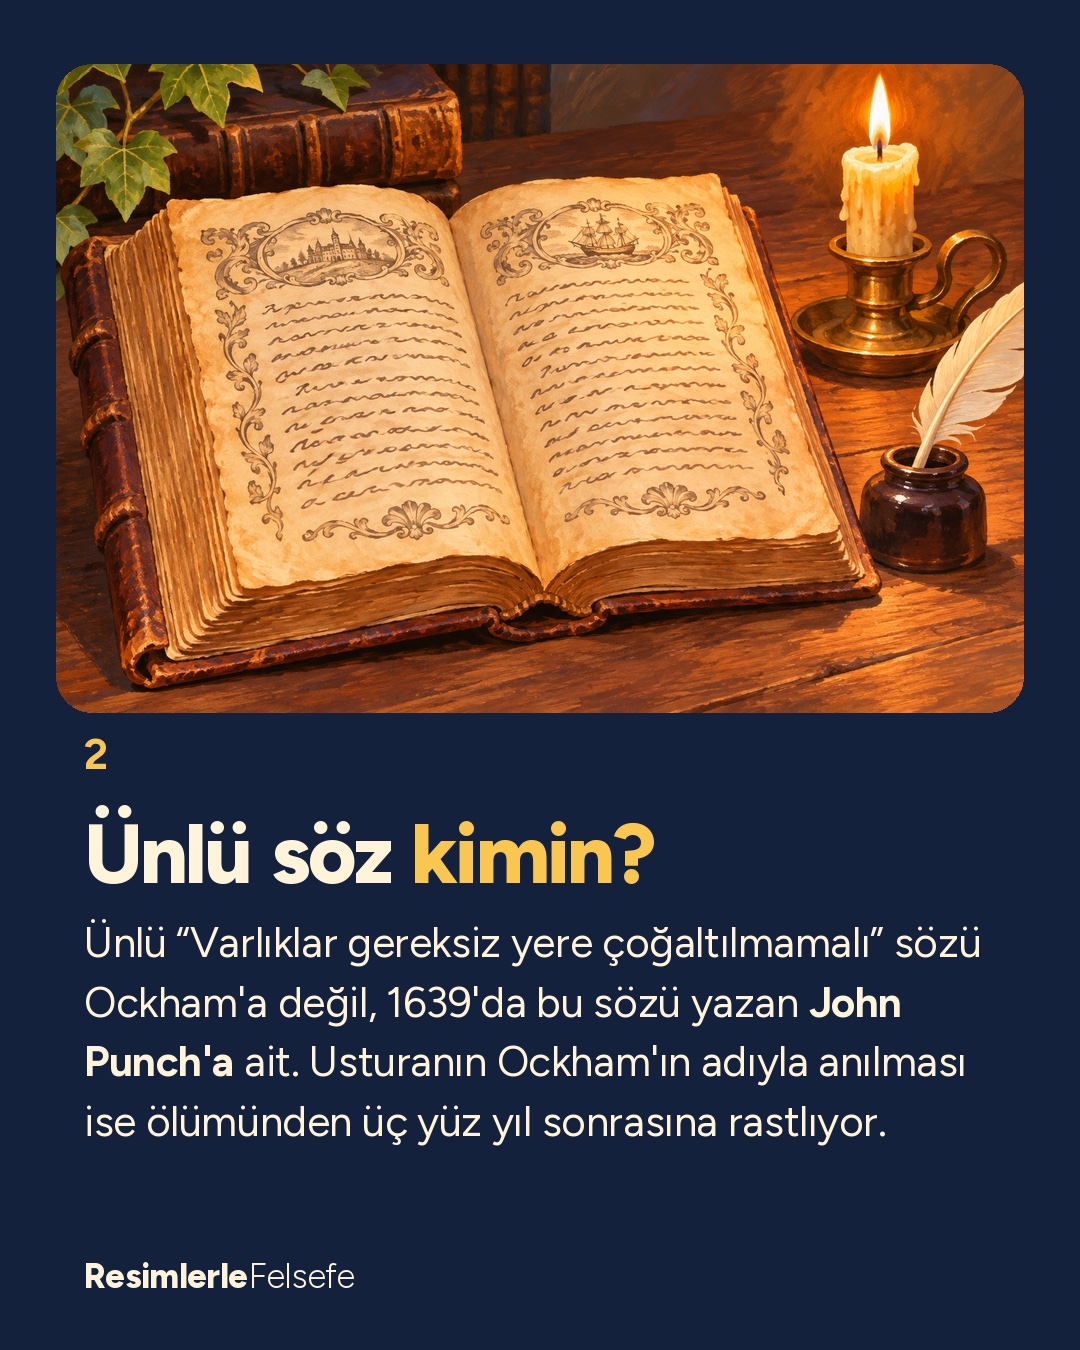 2
Ünlü söz kimin?
Ünlü “Varlıklar gereksiz yere çoğaltılmamalı” sözü
Ockham'a değil, 1639'da bu sözü yazan John
Punch'a ait. Usturanın Ockham'ın adıyla anılması
ise ölümünden üç yüz yıl sonrasına rastlıyor.
ResimlerleFelsefe